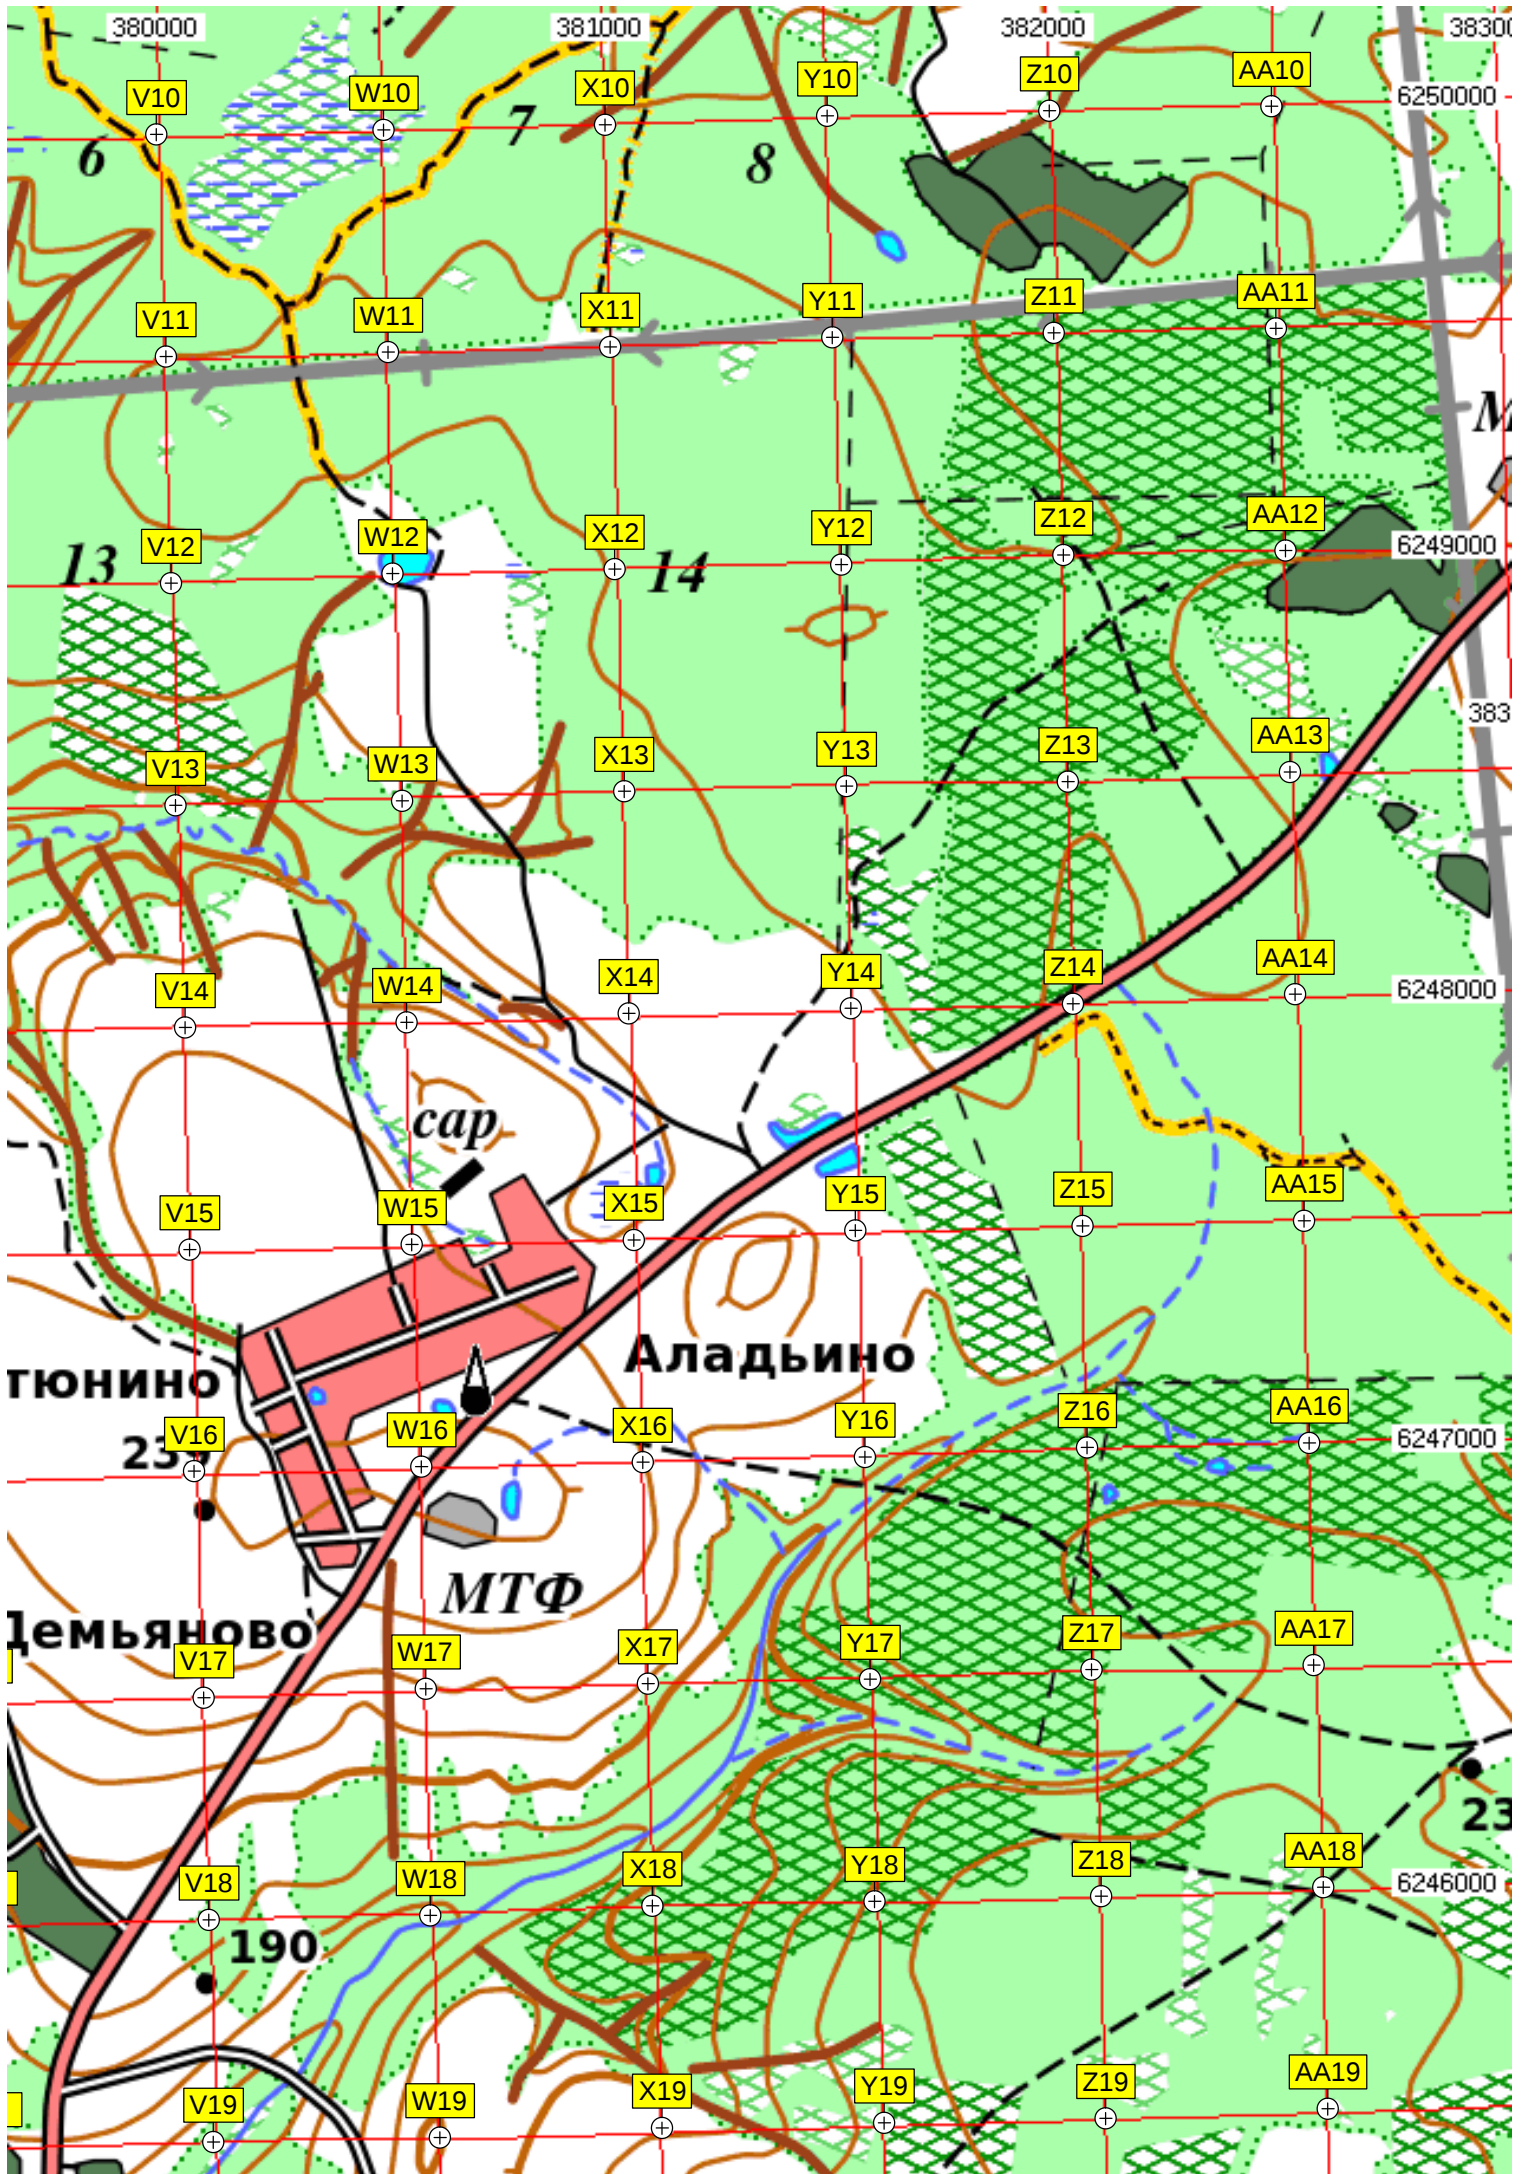 380000 381000 382000 3830
V10 W10 X10 Y10 Z10 AA10
6250000
6 7 8
V11 W11 X11 Y11 Z11 AA11
М
V12 W12 X12 Y12 Z12 AA12
6249000
13 14
383
V13 W13 X13 Y13 Z13 AA13
V14 W14 X14 Y14 Z14 AA14
6248000
сар
V15 W15 X15 Y15 Z15 AA15
Аладьино
тюнино
V16 W16 X16 Y16 Z16 AA16
6247000
МТФ
Демьяново
V17 W17 X17 Y17 Z17 AA17
23
V18 W18 X18 Y18 Z18 AA18
6246000
190
V19 W19 X19 Y19 Z19 AA19